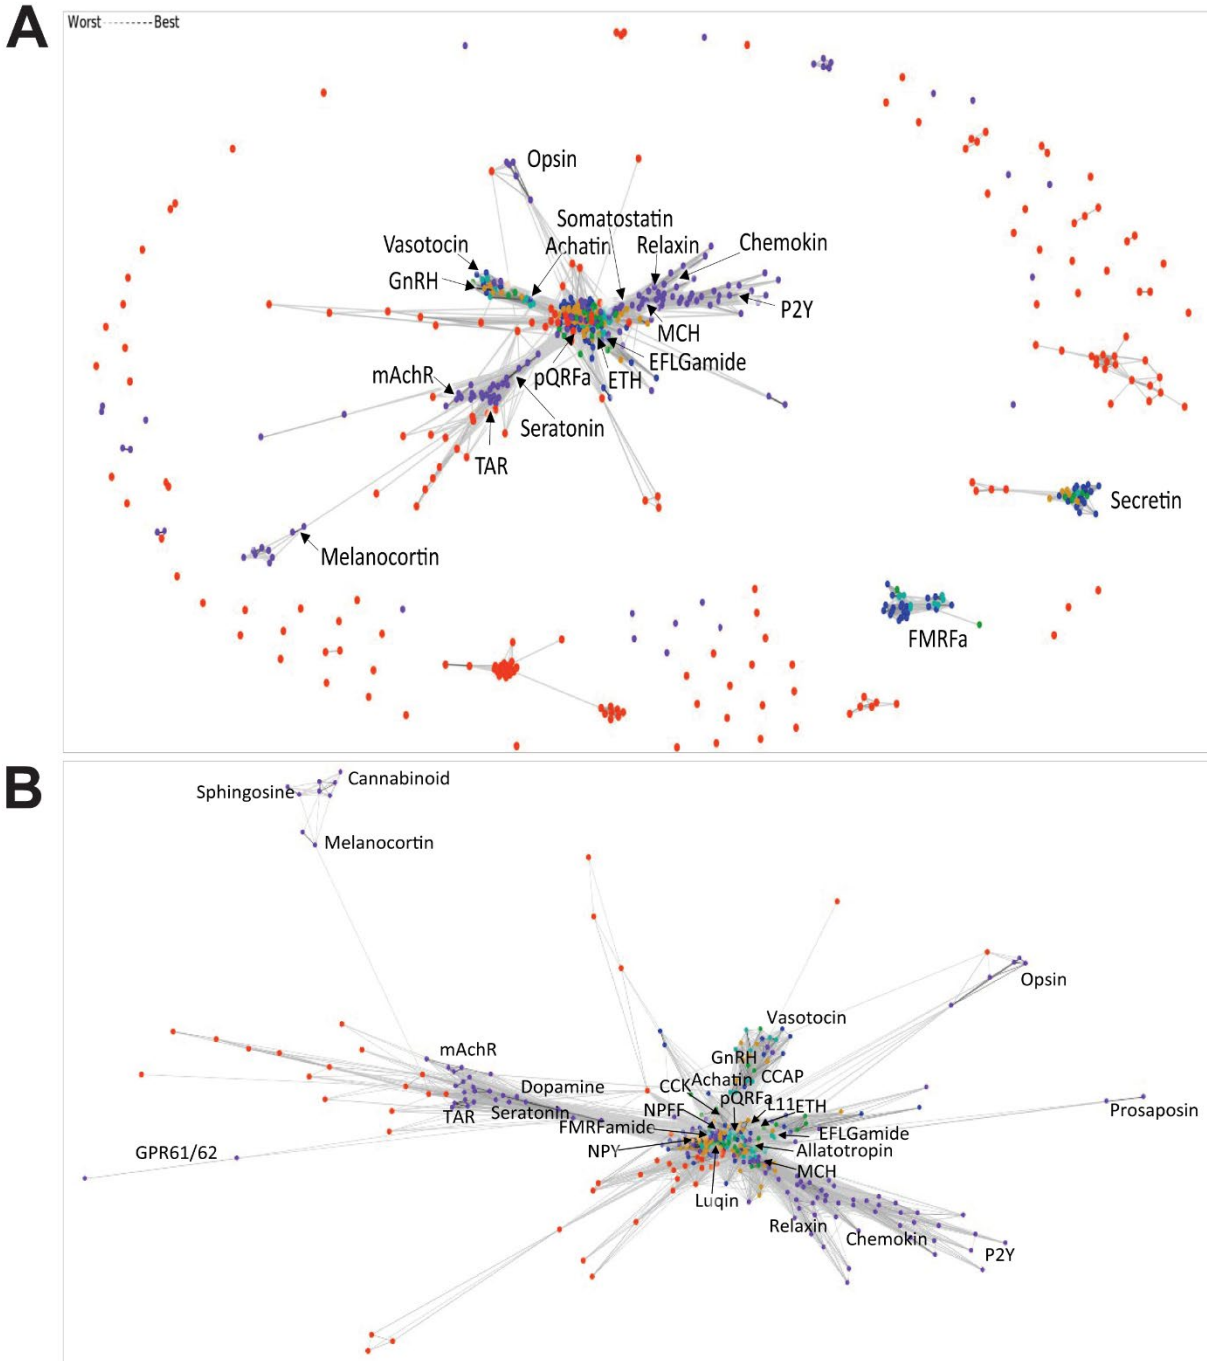 A
Worst --------- Best
Opsin
Somatostatin
Vasotocin
Achatin
Relaxin
Chemokin
GnRH
P2Y
MCH
EFLGamide
mAchR
pQRFa
ETH
Seratonin
TAR
Secretin
Melanocortin
FMRFa
B
Cannabinoid
Sphingosine
Melanocortin
Opsin
Vasotocin
mAchR
GnRH
CCK
Achatin
CCAP
Dopamine
pQRFa
TAR
Seratonin
NPFF
L11
ETH
Prosaposin
FMRFamide
EFLGamide
GPR61/62
NPY
Allatotropin
MCH
Luqin
Relaxin
Chemokin
P2Y